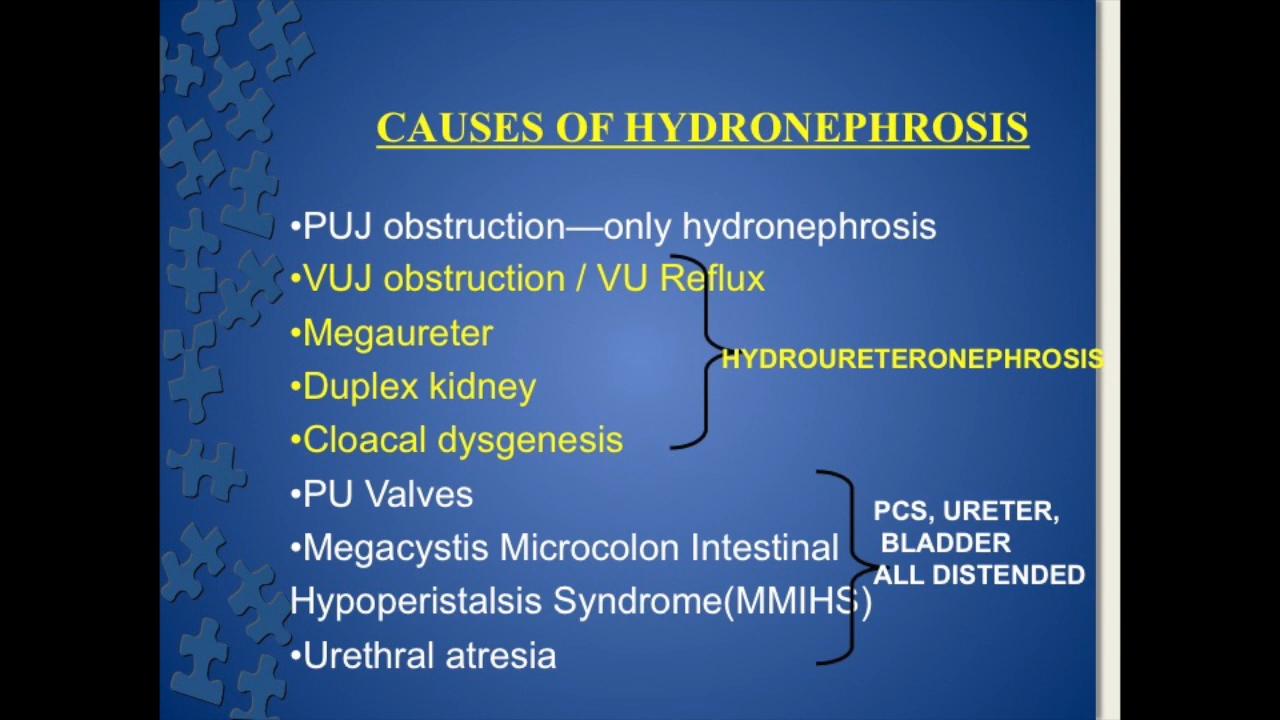 CAUSES OF HYDRONEPHROSIS
•PUJ obstruction—only hydronephrosis
•VUJ obstruction / VU Reflux
•Megaureter
HYDROURETERONEPHROSIS
•Duplex kidney
•Cloacal dysgenesis
•PU Valves
•Megacystis Microcolon Intestinal
Hypoperistalsis Syndrome(MMIHS)
•Urethral atresia
PCS, URETER,
BLADDER
ALL DISTENDED